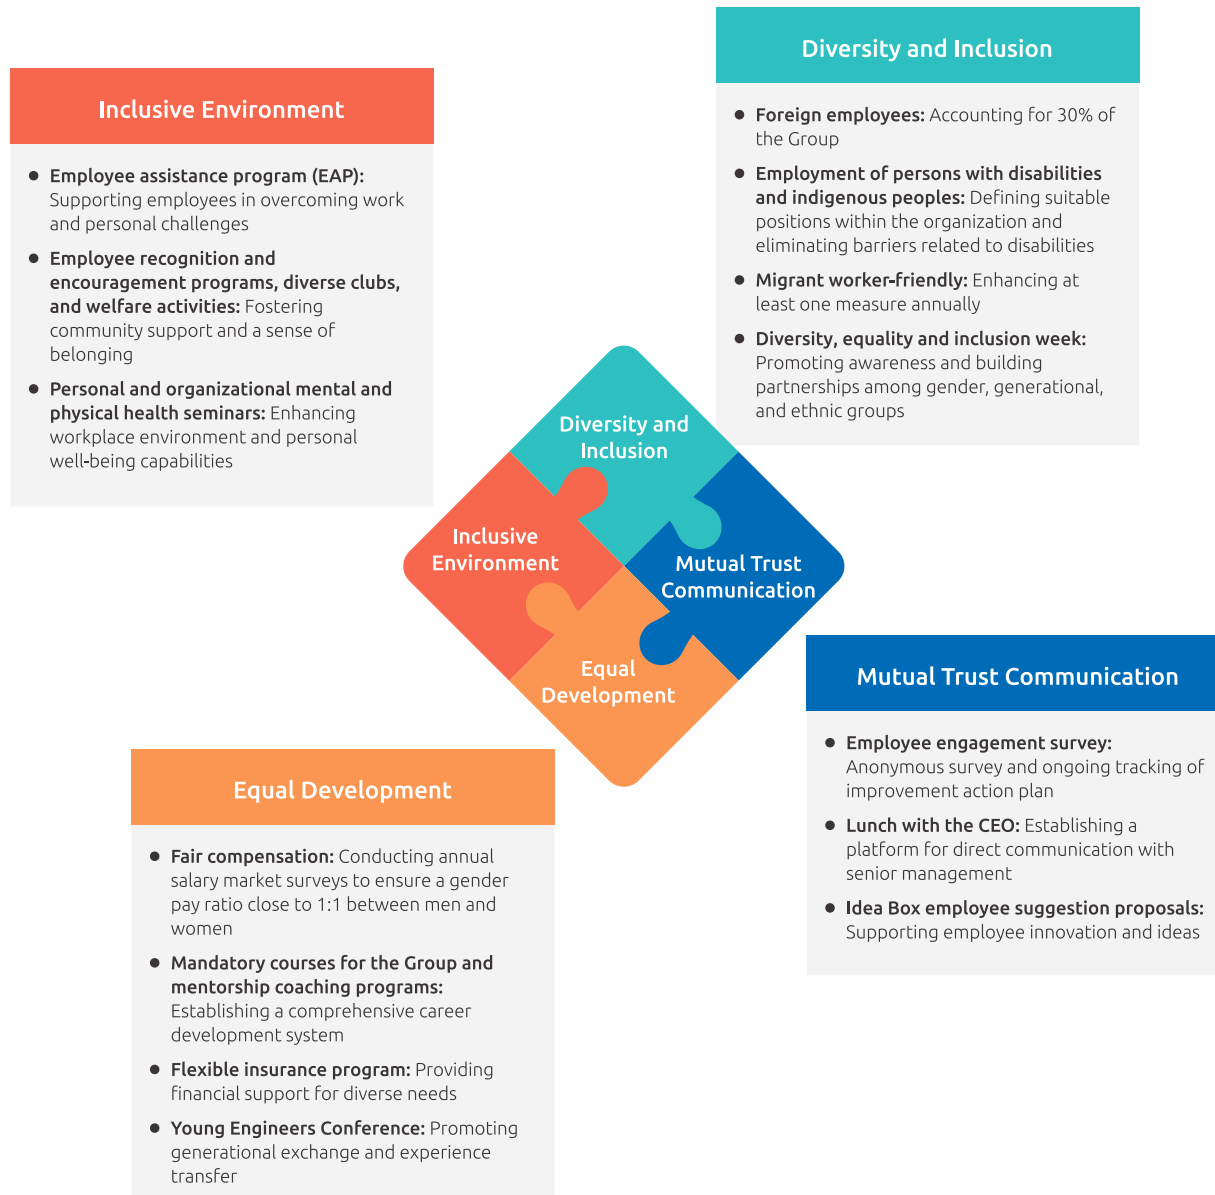 Inclusive Environment
● Employee assistance program (EAP):
Supporting employees in overcoming work
and personal challenges
● Employee recognition and
encouragement programs, diverse clubs,
and welfare activities: Fostering
community support and a sense of
belonging
● Personal and organizational mental and
physical health seminars: Enhancing
workplace environment and personal
well-being capabilities
Diversity and Inclusion
● Foreign employees: Accounting for 30% of
the Group
● Employment of persons with disabilities
and indigenous peoples: Defining suitable
positions within the organization and
eliminating barriers related to disabilities
● Migrant worker-friendly: Enhancing at
least one measure annually
● Diversity, equality and inclusion week:
Promoting awareness and building
partnerships among gender, generational,
and ethnic groups
Diversity and
Inclusion
Inclusive
Environment
Mutual Trust
Communication
Equal
Development
Equal Development
● Fair compensation: Conducting annual
salary market surveys to ensure a gender
pay ratio close to 1:1 between men and
women
● Mandatory courses for the Group and
mentorship coaching programs:
Establishing a comprehensive career
development system
● Flexible insurance program: Providing
financial support for diverse needs
● Young Engineers Conference: Promoting
generational exchange and experience
transfer
Mutual Trust Communication
● Employee engagement survey:
Anonymous survey and ongoing tracking of
improvement action plan
● Lunch with the CEO: Establishing a
platform for direct communication with
senior management
● Idea Box employee suggestion proposals:
Supporting employee innovation and ideas